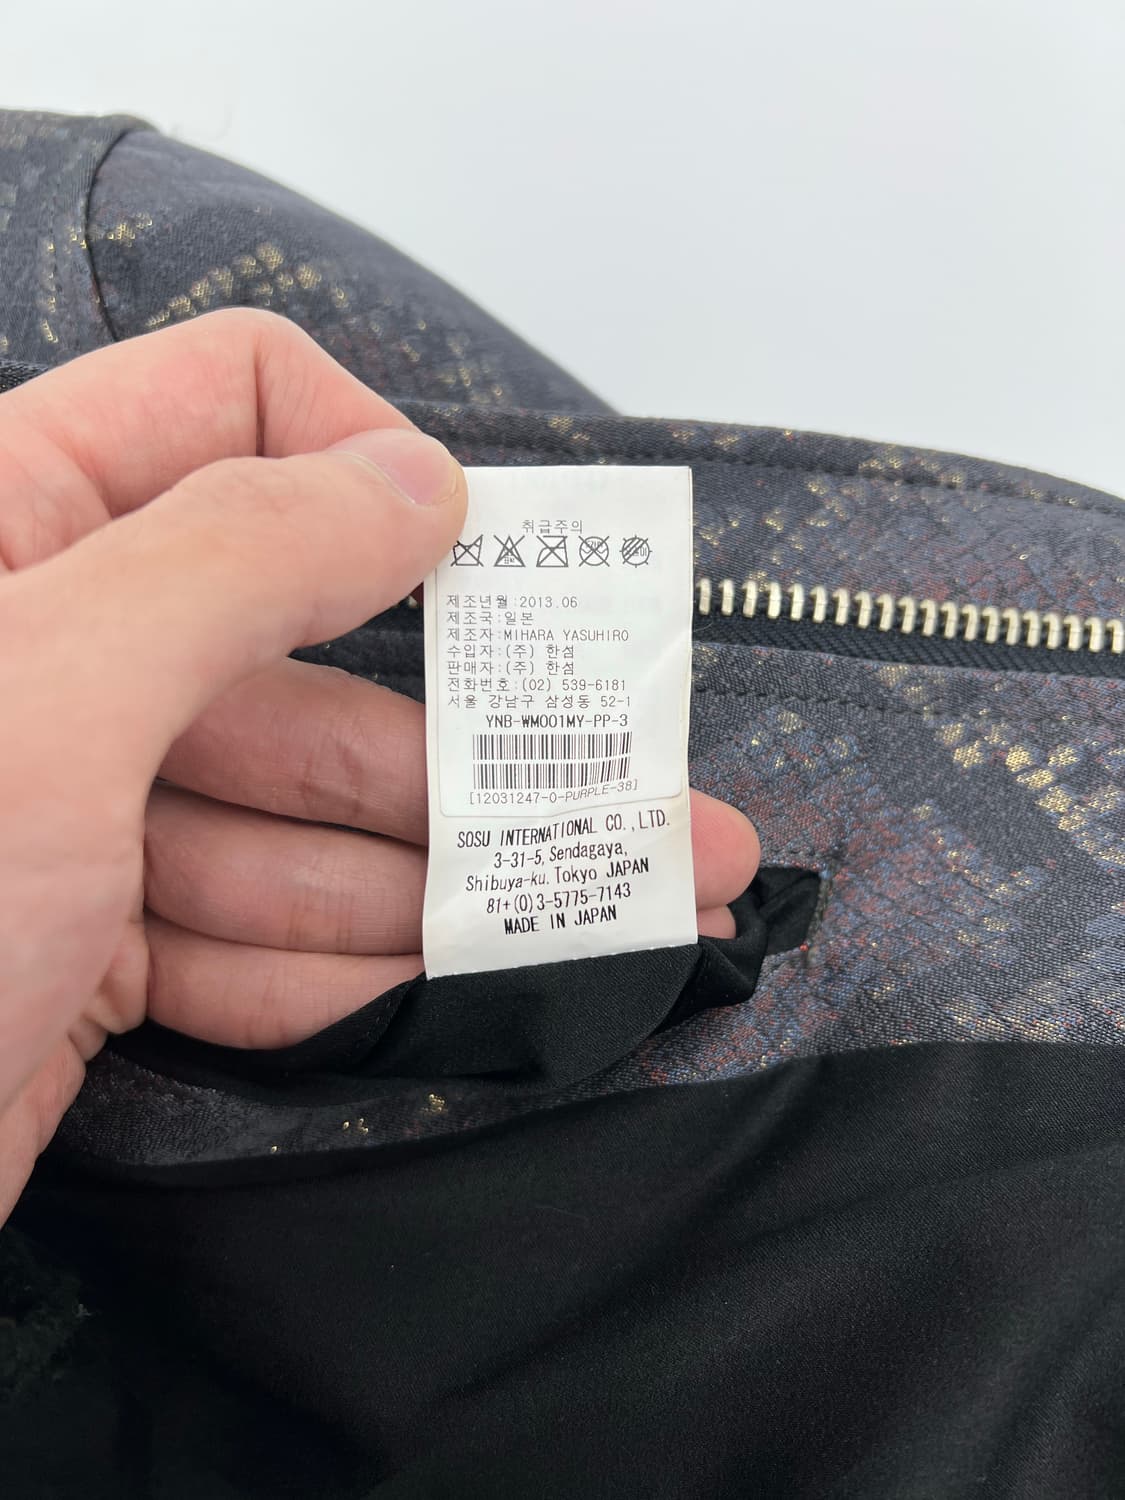 취급주의
제조년월:2013.06
제조국:일본
제조자:MIHARA YASUHIRO
수입자:(주) 한섬
판매자:(주) 한섬
전화번호:(02) 539-6181
서울 강남구 삼성동 52-1
YNB-WM001MY-PP-3
[12031247-0-PURPLE-38]
SOSU INTERNATIONAL CO.,LTD.
3-31-5, Sendagaya,
Shibuya-ku. Tokyo JAPAN
81+(0)3-5775-7143
MADE IN JAPAN